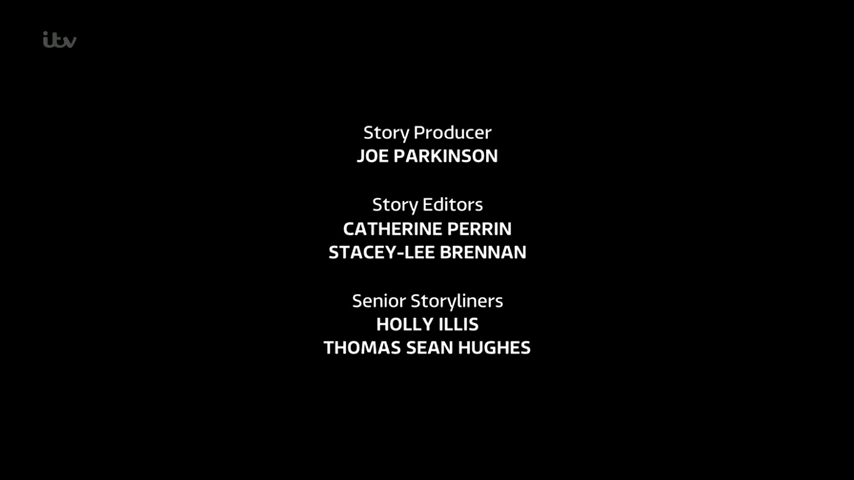 itv
Story Producer
JOE PARKINSON
Story Editors
CATHERINE PERRIN
STACEY-LEE BRENNAN
Senior Storyliners
HOLLY ILLIS
THOMAS SEAN HUGHES